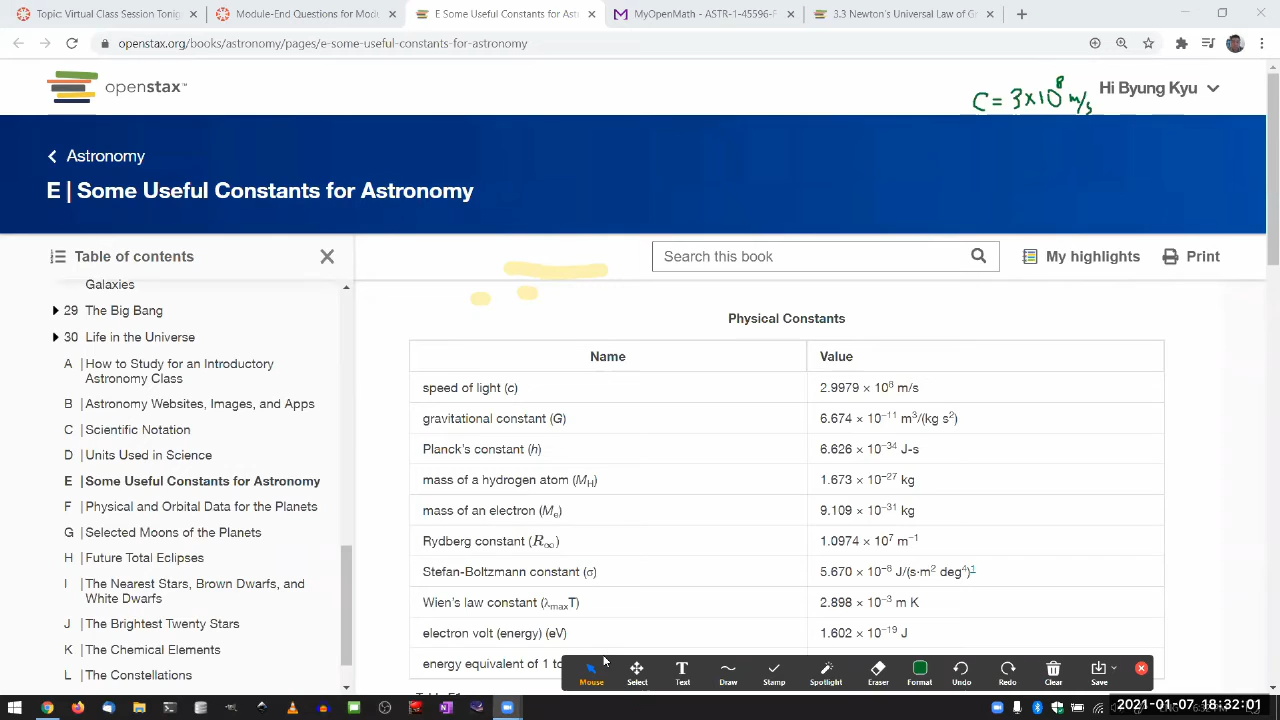 Topic: Virtual Class Session Tonig
Module-End Questions for Modul
E Some Useful Constants for Astr
MyOpenMath - AST8-1-45596-F
3.3 Newton's Universal Law of Gr
openstax.org/books/astronomy/pages/e-some-useful-constants-for-astronomy
openstax™
C = 3×10⁸ m/s
Hi Byung Kyu
Astronomy
E | Some Useful Constants for Astronomy
Table of contents
Search this book
My highlights
Print
Galaxies
29 The Big Bang
30 Life in the Universe
A | How to Study for an Introductory
Astronomy Class
B | Astronomy Websites, Images, and Apps
C | Scientific Notation
D | Units Used in Science
E | Some Useful Constants for Astronomy
F | Physical and Orbital Data for the Planets
G | Selected Moons of the Planets
H | Future Total Eclipses
I | The Nearest Stars, Brown Dwarfs, and
White Dwarfs
J | The Brightest Twenty Stars
K | The Chemical Elements
L | The Constellations
Physical Constants
Name Value
speed of light (c) 2.9979 × 10⁸ m/s
gravitational constant (G) 6.674 × 10⁻¹¹ m³/(kg s²)
Planck's constant (h) 6.626 × 10⁻³⁴ J-s
mass of a hydrogen atom (M_H) 1.673 × 10⁻²⁷ kg
mass of an electron (Mₑ) 9.109 × 10⁻³¹ kg
Rydberg constant (R_∞) 1.0974 × 10⁷ m⁻¹
Stefan-Boltzmann constant (σ) 5.670 × 10⁻⁸ J/(s·m² deg⁴)¹
Wien's law constant (λₘₐₓT) 2.898 × 10⁻³ m K
electron volt (energy) (eV) 1.602 × 10⁻¹⁹ J
energy equivalent of 1 to
Mouse Select Text Draw Stamp Spotlight Eraser Format Undo Redo Clear Save
2021-01-07 18:32:01